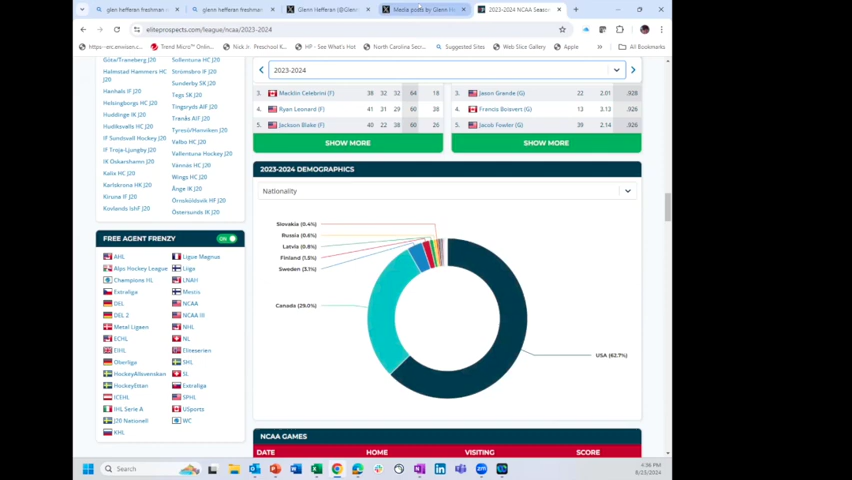 glen hefferan freshman
glen hefferan freshman
Glenn Hefferan (@Glenn
Media posts by Glenn H
2023-2024 NCAA Seaso
eliteprospects.com/league/ncaa/2023-2024
https--erc.enwisen.c...
Trend Micro™ Onlin...
Nick Jr. Preschool K...
HF - See What's Hot
North Carolina Secr...
Suggested Sites
Web Slice Gallery
Apple
All Bookmarks
2023-2024
Göta/Traneberg J20
Halmstad Hammers HC J20
Hanhals IF J20
Helsingborgs HC J20
Huddinge IK J20
Hudiksvalls HC J20
IF Sundsvall Hockey J20
IF Troja-Ljungby J20
IK Oskarshamn J20
Kalix HC J20
Karlskrona HK J20
Kiruna IF J20
Kovlands IshF J20
Sollentuna HC J20
Strömsbro IF J20
Sunderby SK J20
Tegs SK J20
Tingsryds AIF J20
Tranås AIF J20
Tyresö/Hanviken J20
Valbo HC J20
Vallentuna Hockey J20
Vännäs HC J20
Wings HC J20
Ånge IK J20
Örnsköldsvik HF J20
Östersunds IK J20
3. Macklin Celebrini (F) 38 32 32 64 18
4. Ryan Leonard (F) 41 31 29 60 38
5. Jackson Blake (F) 40 22 38 60 26
SHOW MORE
3. Jason Grande (G) 22 2.01 .928
4. Francis Boisvert (G) 13 3.13 .926
5. Jacob Fowler (G) 39 2.14 .926
SHOW MORE
2023-2024 DEMOGRAPHICS
Nationality
Slovakia (0.4%)
Russia (0.6%)
Latvia (0.8%)
Finland (1.5%)
Sweden (3.1%)
Canada (29.0%)
USA (62.7%)
FREE AGENT FRENZY
ON
AHL
Alps Hockey League
Champions HL
Extraliga
DEL
DEL 2
Metal Ligaen
ECHL
EIHL
Oberliga
HockeyAllsvenskan
HockeyEttan
ICEHL
IHL Serie A
J20 Nationell
KHL
Ligue Magnus
Liiga
LNAH
Mestis
NCAA
NCAA III
NHL
NL
Eliteserien
SHL
SL
Extraliga
SPHL
USports
WC
NCAA GAMES
DATE HOME VISITING SCORE
Search
4:36 PM
8/23/2024